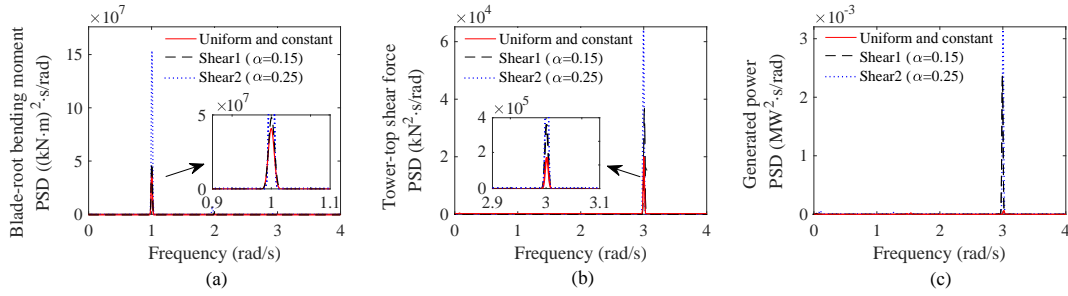 ×10⁷
15
10
5
0
0
1
2
3
4
Blade-root bending moment
PSD ((kN·m)²·s/rad)
Frequency (rad/s)
Uniform and constant
Shear1 (α=0.15)
Shear2 (α=0.25)
×10⁷
5
0
0.9
1
1.1
(a)
×10⁴
6
4
2
0
0
1
2
3
4
Tower-top shear force
PSD (kN²·s/rad)
Frequency (rad/s)
Uniform and constant
Shear1 (α=0.15)
Shear2 (α=0.25)
×10⁵
4
2
0
2.9
3
3.1
(b)
×10⁻³
3
2
1
0
0
1
2
3
4
Generated power
PSD (MW²·s/rad)
Frequency (rad/s)
Uniform and constant
Shear1 (α=0.15)
Shear2 (α=0.25)
(c)